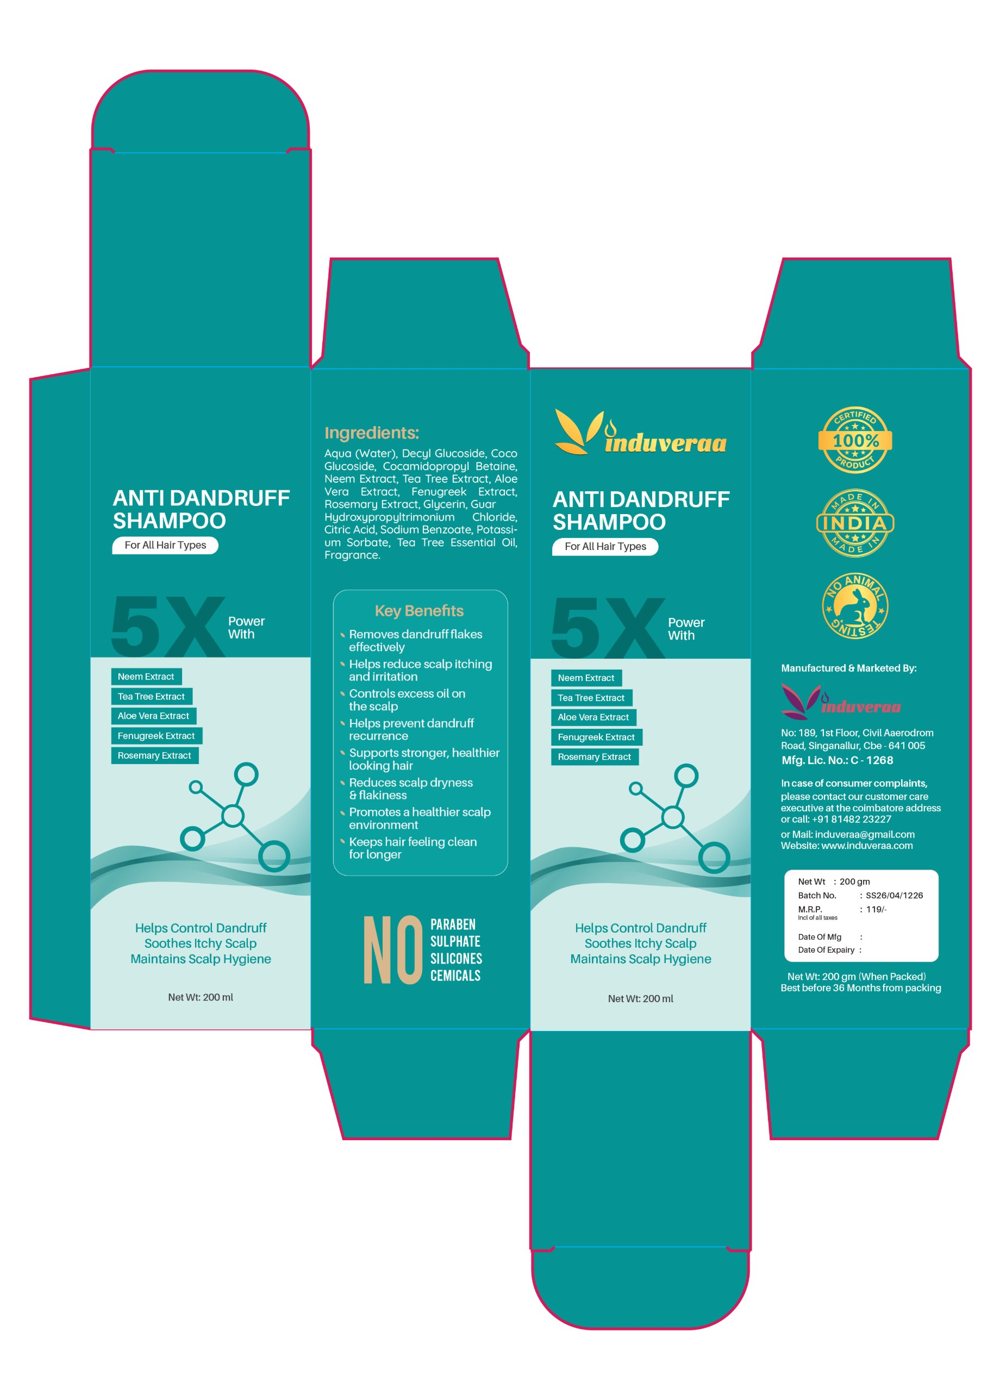 ANTI DANDRUFF
SHAMPOO
For All Hair Types
5X
Power
With
Neem Extract
Tea Tree Extract
Aloe Vera Extract
Fenugreek Extract
Rosemary Extract
Helps Control Dandruff
Soothes Itchy Scalp
Maintains Scalp Hygiene
Net Wt: 200 ml
Ingredients:
Aqua (Water), Decyl Glucoside, Coco
Glucoside, Cocamidopropyl Betaine,
Neem Extract, Tea Tree Extract, Aloe
Vera Extract, Fenugreek Extract,
Rosemary Extract, Glycerin, Guar
Hydroxypropyltrimonium Chloride,
Citric Acid, Sodium Benzoate, Potassi-
um Sorbate, Tea Tree Essential Oil,
Fragrance.
Key Benefits
Removes dandruff flakes
effectively
Helps reduce scalp itching
and irritation
Controls excess oil on
the scalp
Helps prevent dandruff
recurrence
Supports stronger, healthier
looking hair
Reduces scalp dryness
& flakiness
Promotes a healthier scalp
environment
Keeps hair feeling clean
for longer
NO
PARABEN
SULPHATE
SILICONES
CEMICALS
induveraa
ANTI DANDRUFF
SHAMPOO
For All Hair Types
5X
Power
With
Neem Extract
Tea Tree Extract
Aloe Vera Extract
Fenugreek Extract
Rosemary Extract
Helps Control Dandruff
Soothes Itchy Scalp
Maintains Scalp Hygiene
Net Wt: 200 ml
CERTIFIED
100%
PRODUCT
MADE IN
INDIA
MADE IN
NO ANIMAL
TESTING
Manufactured & Marketed By:
induveraa
No: 189, 1st Floor, Civil Aaerodrom
Road, Singanallur, Cbe - 641 005
Mfg. Lic. No.: C - 1268
In case of consumer complaints,
please contact our customer care
executive at the coimbatore address
or call: +91 81482 23227
or Mail: induveraa@gmail.com
Website: www.induveraa.com
Net Wt : 200 gm
Batch No. : SS26/04/1226
M.R.P. : 119/-
Incl of all taxes
Date Of Mfg :
Date Of Expairy :
Net Wt: 200 gm (When Packed)
Best before 36 Months from packing